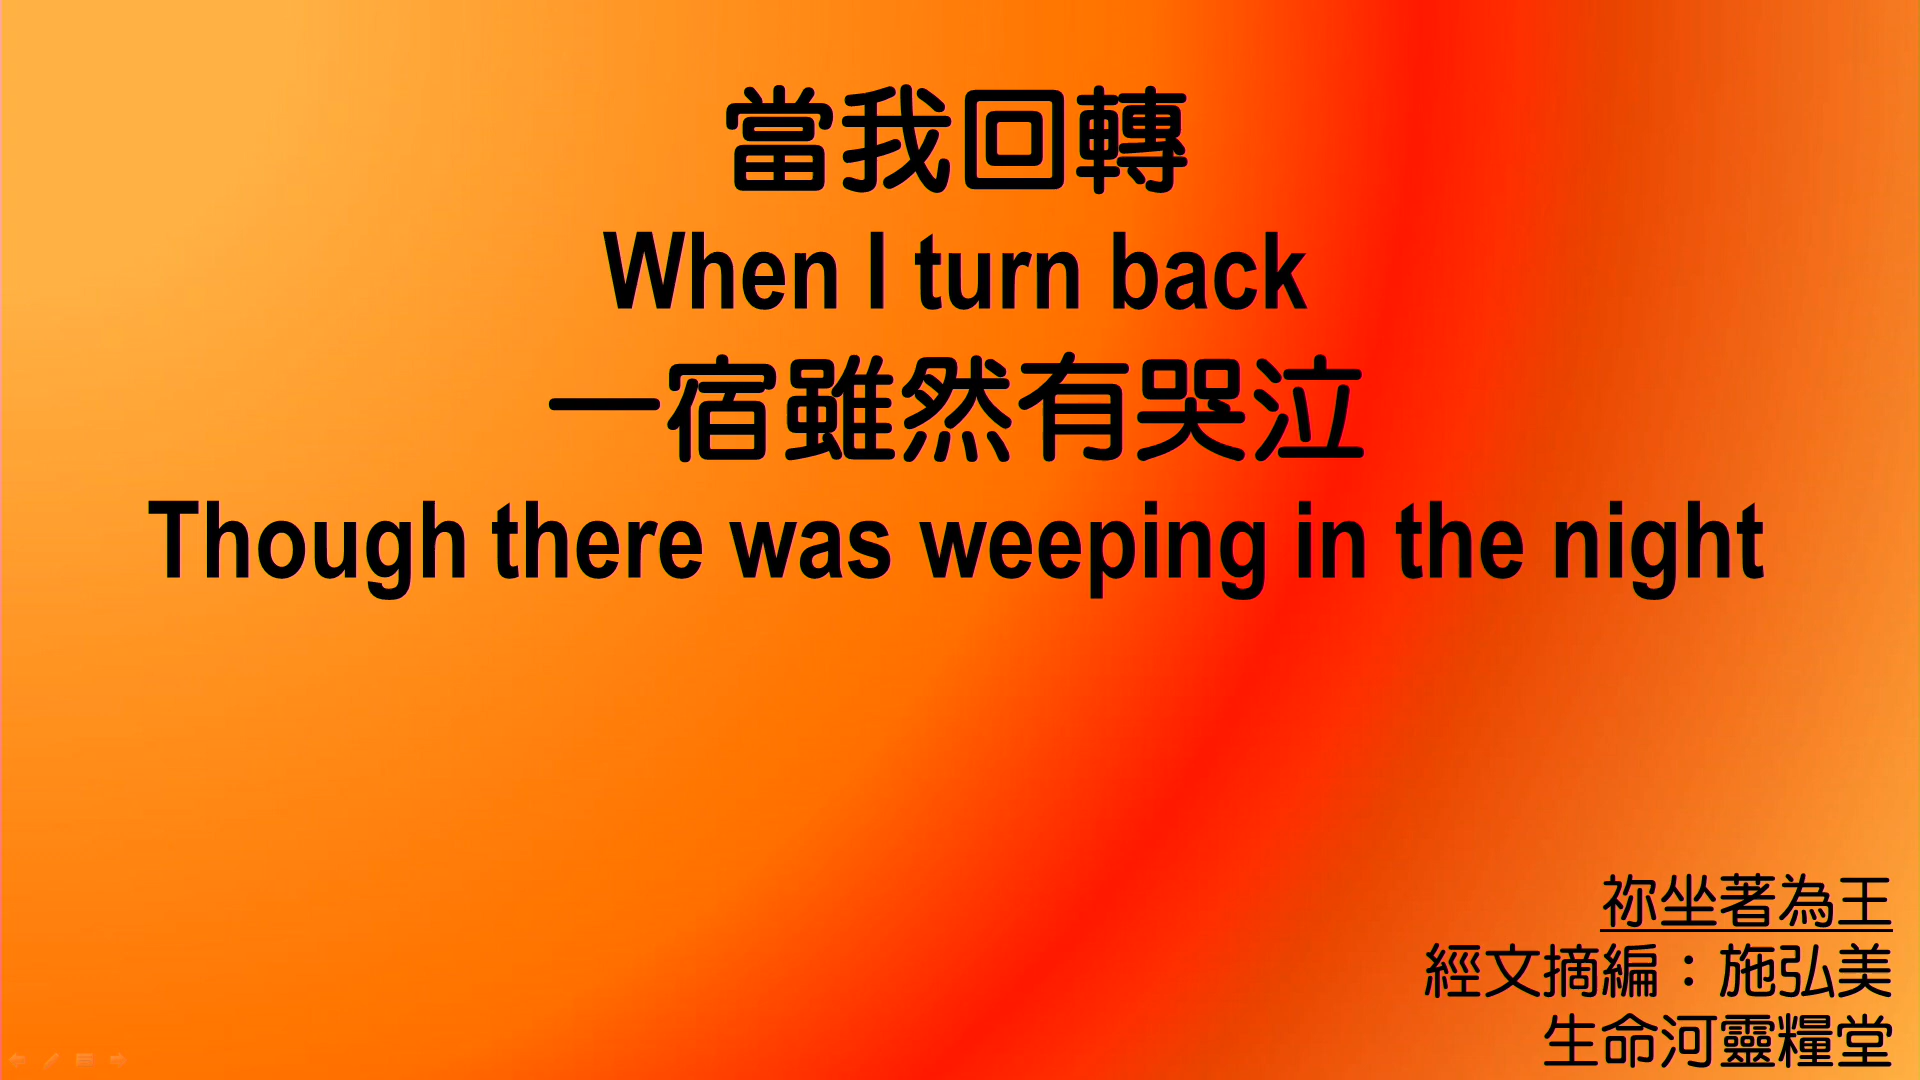 當我回轉
When I turn back
一宿雖然有哭泣
Though there was weeping in the night
祢坐著為王
經文摘編：施弘美
生命河靈糧堂